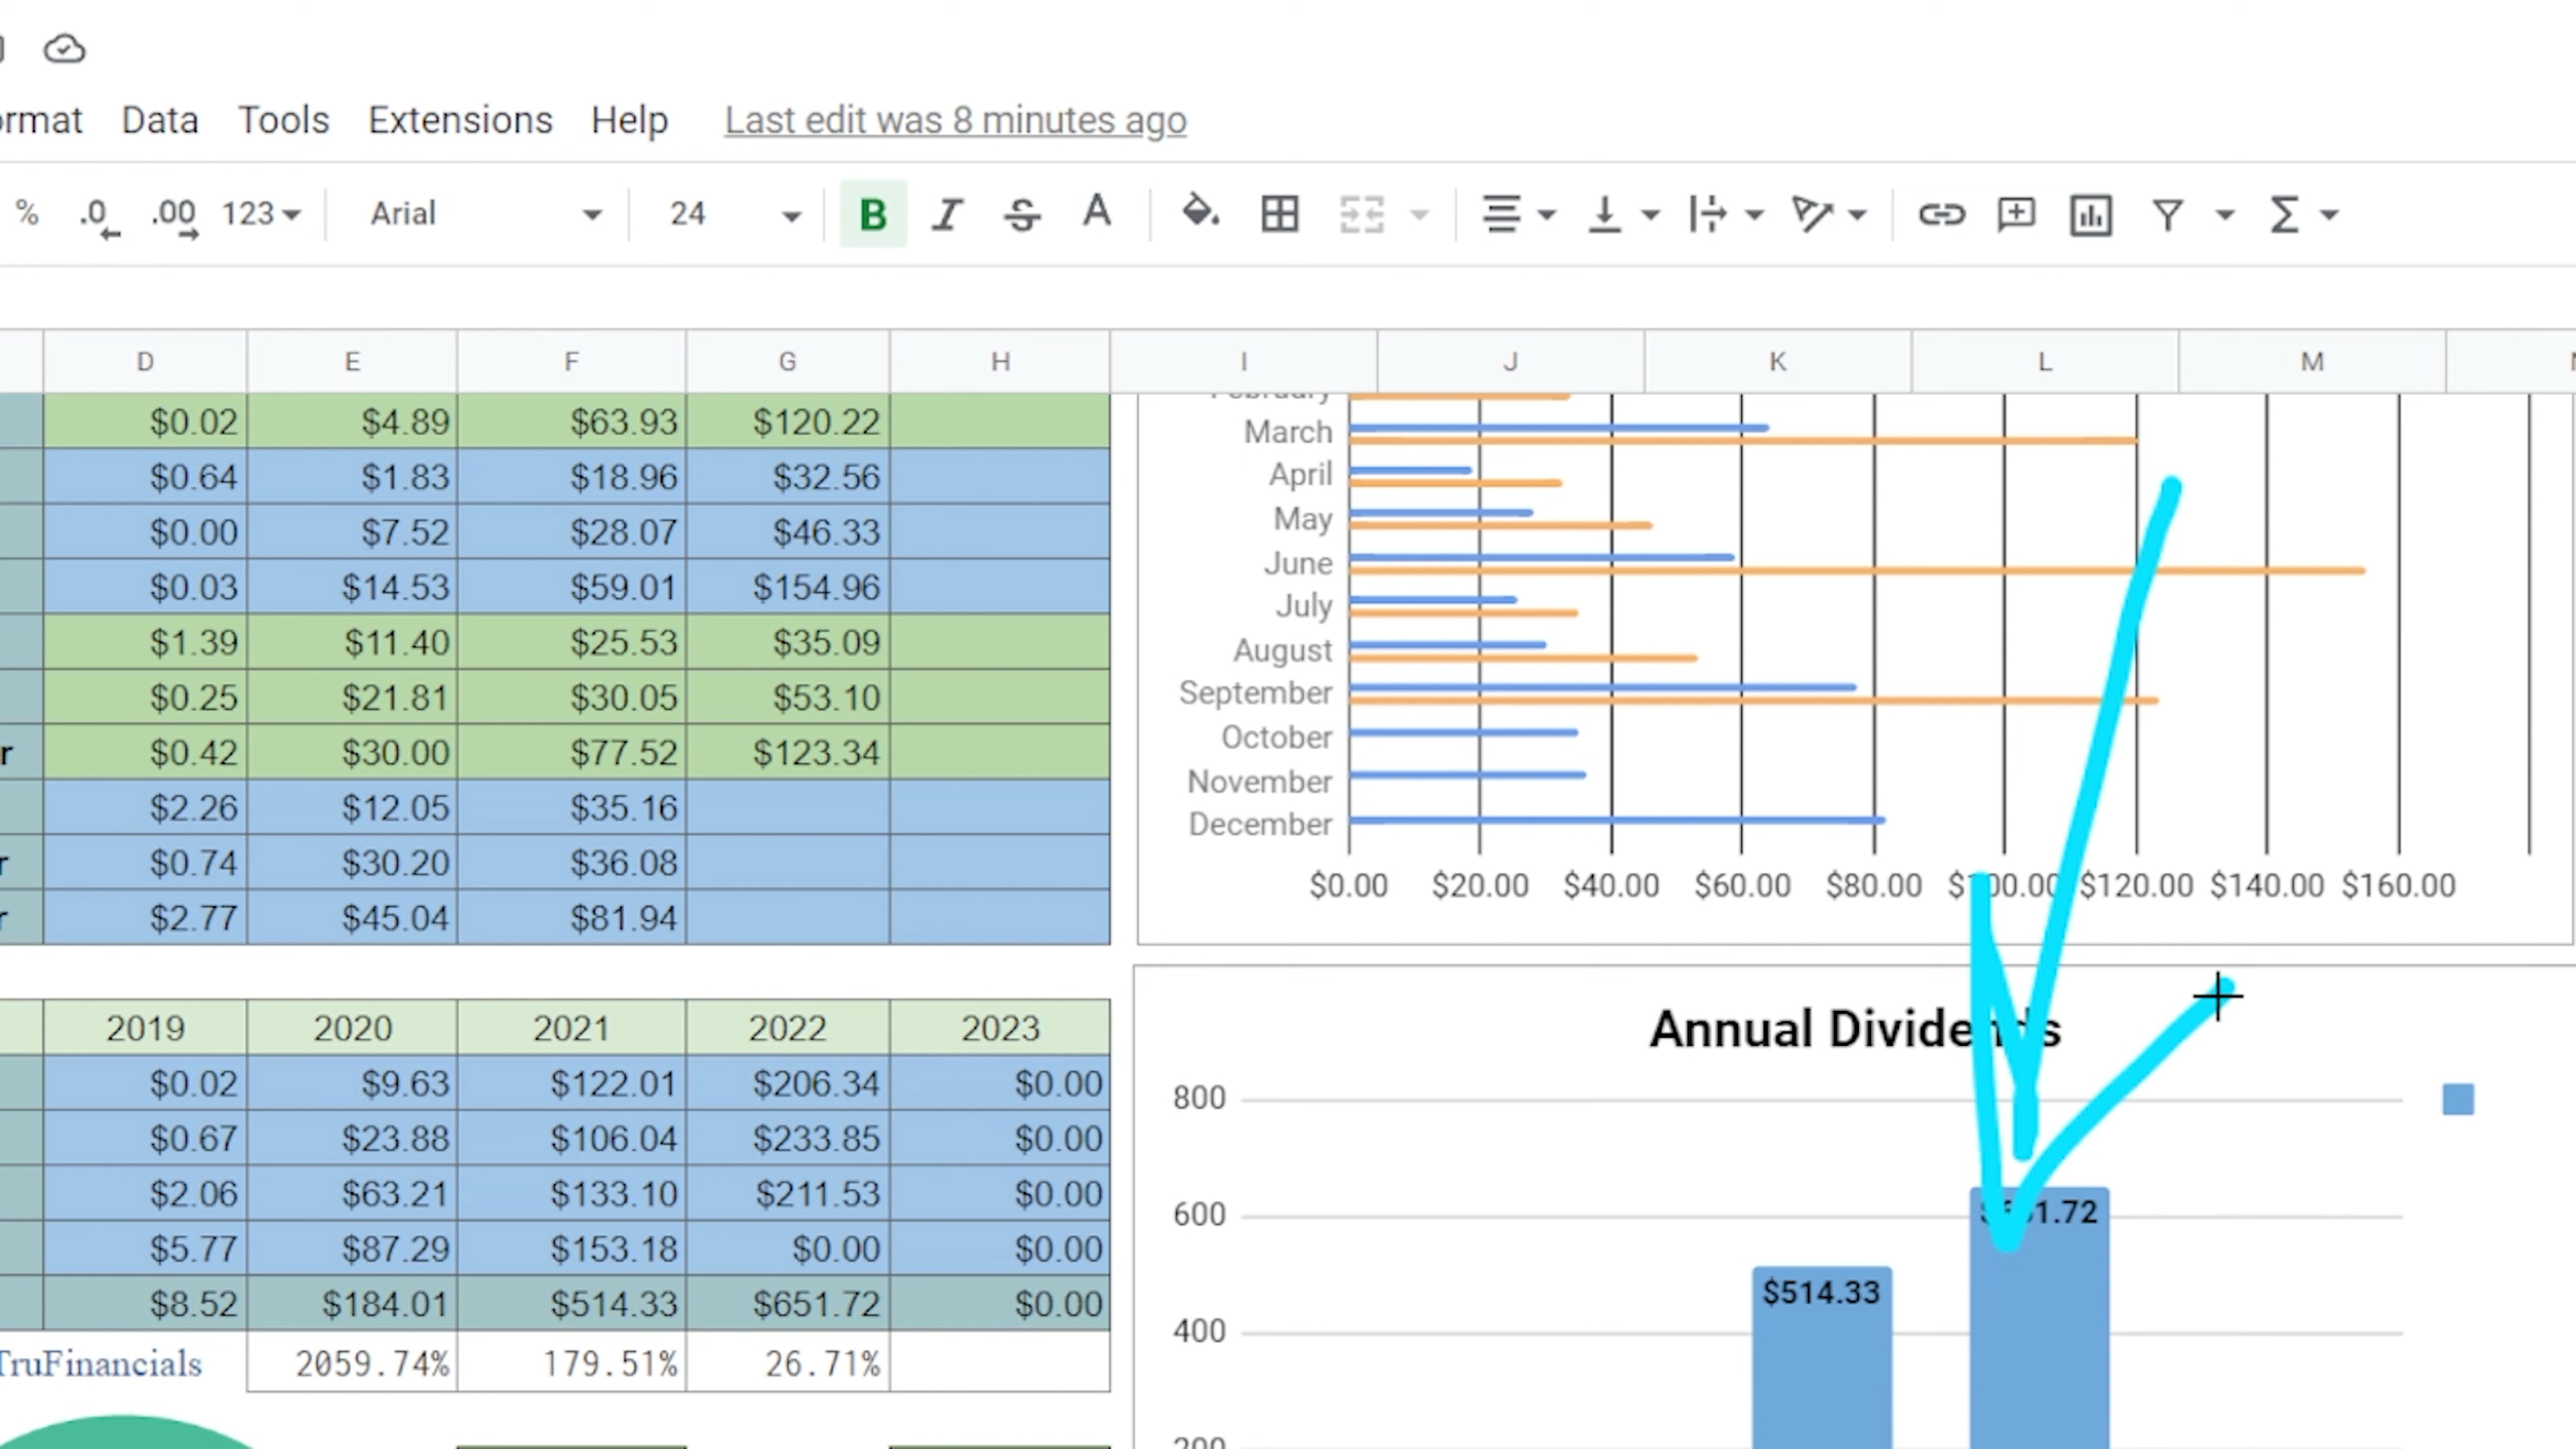 ormat Data Tools Extensions Help Last edit was 8 minutes ago
% .0 .00 123 Arial 24 B I S A Σ
D E F G H I J K L M
$0.02 $4.89 $63.93 $120.22
$0.64 $1.83 $18.96 $32.56
$0.00 $7.52 $28.07 $46.33
$0.03 $14.53 $59.01 $154.96
$1.39 $11.40 $25.53 $35.09
$0.25 $21.81 $30.05 $53.10
r $0.42 $30.00 $77.52 $123.34
$2.26 $12.05 $35.16
r $0.74 $30.20 $36.08
r $2.77 $45.04 $81.94
2019 2020 2021 2022 2023
$0.02 $9.63 $122.01 $206.34 $0.00
$0.67 $23.88 $106.04 $233.85 $0.00
$2.06 $63.21 $133.10 $211.53 $0.00
$5.77 $87.29 $153.18 $0.00 $0.00
$8.52 $184.01 $514.33 $651.72 $0.00
TruFinancials 2059.74% 179.51% 26.71%
February
March
April
May
June
July
August
September
October
November
December
$0.00 $20.00 $40.00 $60.00 $80.00 $100.00 $120.00 $140.00 $160.00
Annual Dividends
800
600
$651.72
$514.33
400
200